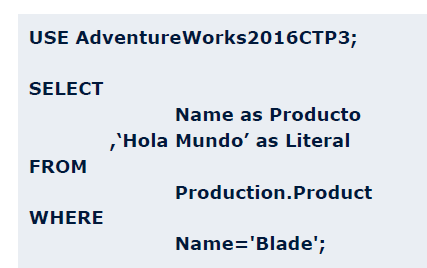 USE AdventureWorks2016CTP3;
SELECT
Name as Producto
,‘Hola Mundo’ as Literal
FROM
Production.Product
WHERE
Name='Blade';